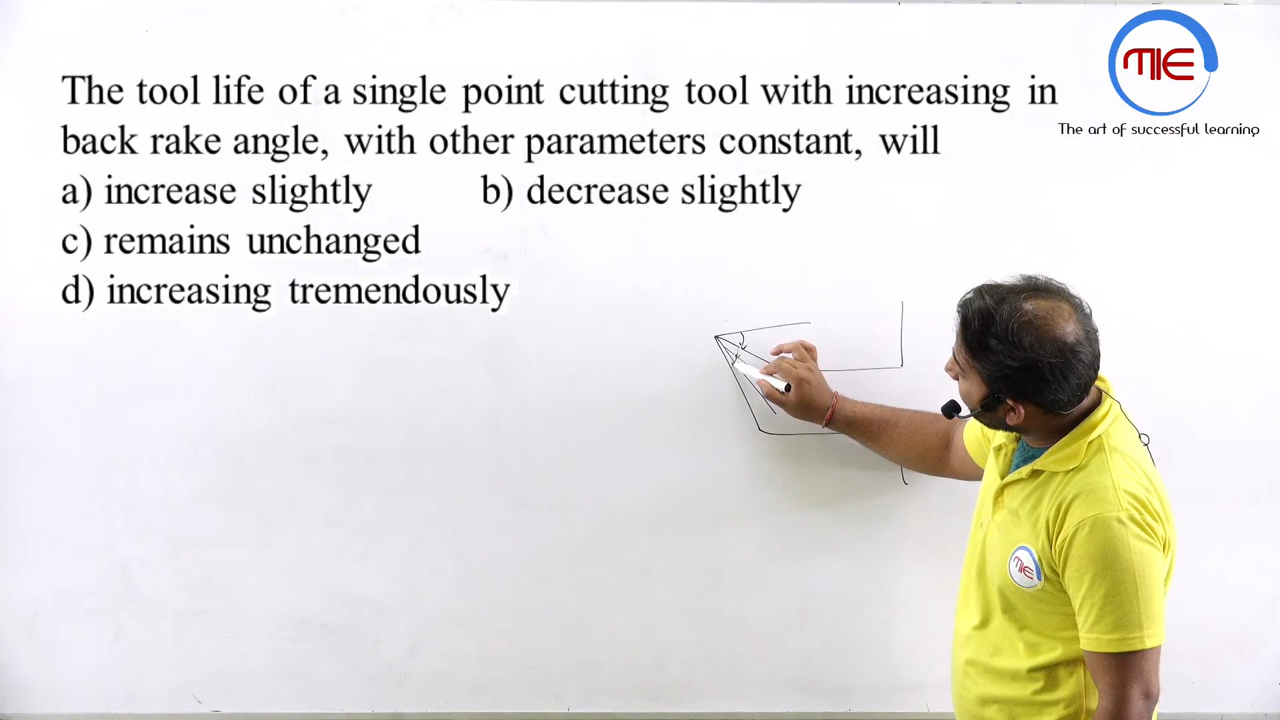 The tool life of a single point cutting tool with increasing in
back rake angle, with other parameters constant, will
a) increase slightly b) decrease slightly
c) remains unchanged
d) increasing tremendously
MIE
The art of successful learning
MIE